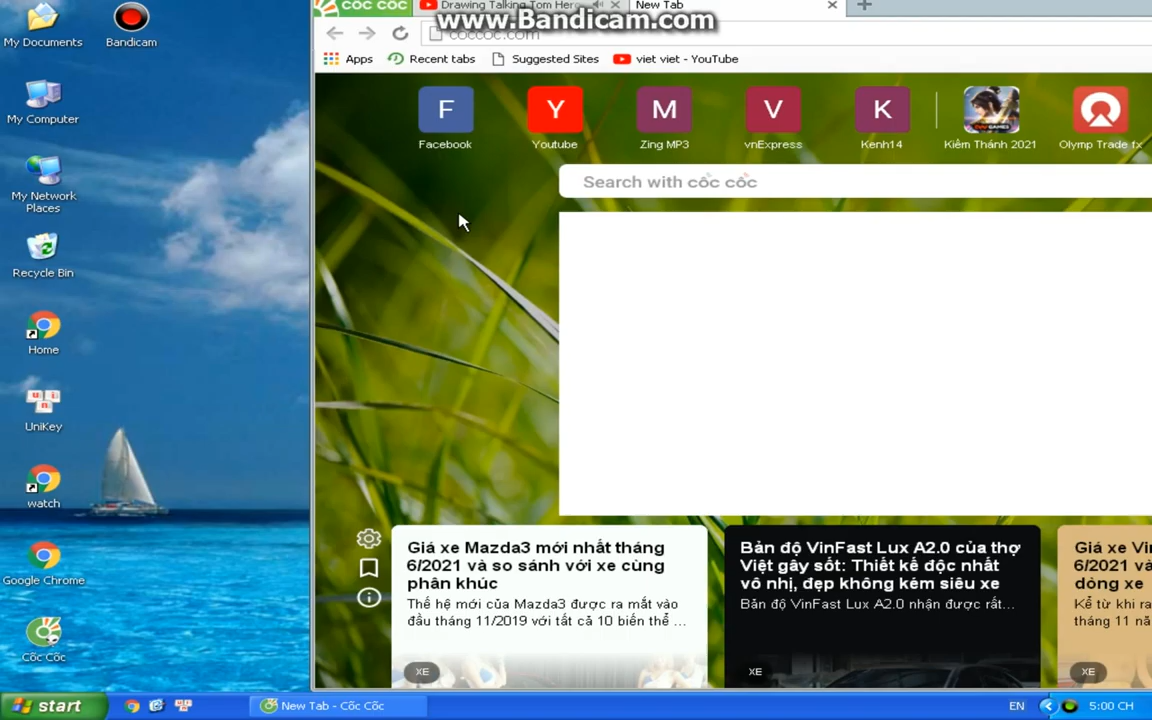 My Documents
Bandicam
My Computer
My Network
Places
Recycle Bin
Home
UniKey
watch
Google Chrome
Cốc Cốc
CỐC CỐC
Drawing Talking Tom Hero
New Tab
www.Bandicam.com
coccoc.com
Apps
Recent tabs
Suggested Sites
viet viet - YouTube
F
Y
M
V
K
Facebook
Youtube
Zing MP3
vnExpress
Kenh14
Kiếm Thánh 2021
Olymp Trade fx
Search with cốc cốc
Giá xe Mazda3 mới nhất tháng
6/2021 và so sánh với xe cùng
phân khúc
Thế hệ mới của Mazda3 được ra mắt vào
đầu tháng 11/2019 với tất cả 10 biến thể ...
XE
Bản độ VinFast Lux A2.0 của thợ
Việt gây sốt: Thiết kế độc nhất
vô nhị, đẹp không kém siêu xe
Bản độ VinFast Lux A2.0 nhận được rất...
XE
Giá xe Vi
6/2021 và
dòng xe
Kể từ khi ra
tháng 11 nă
XE
start
New Tab - Cốc Cốc
EN
5:00 CH